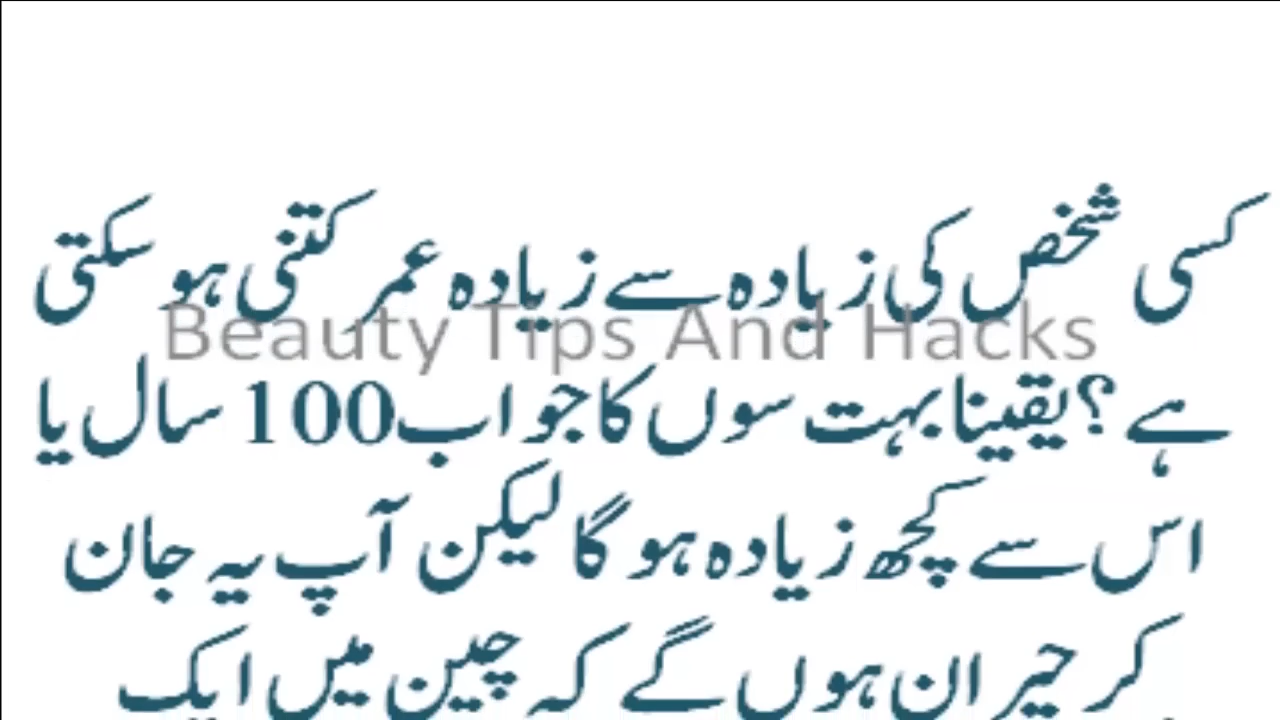 کسی شخص کی زیادہ سے زیادہ عمر کتنی ہو سکتی
Beauty Tips And Hacks
ہے ؟ یقینا بہت سوں کا جواب 100 سال یا
اس سے کچھ زیادہ ہو گا لیکن آپ یہ جان
کر حیران ہوں گے کہ چین میں ایک